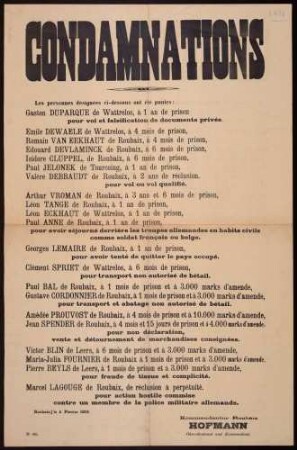 CONDAMNATIONS
Les personnes désignées ci-dessous ont été punies:
Gaston DUPARQUE de Wattrelos, à 1 an de prison
pour vol et falsification de documents privés.
Emile DEWAELE de Wattrelos, à 4 mois de prison,
Romain VAN EEKHAUT de Roubaix, à 4 mois de prison,
Edouard DEVLAMINCK de Roubaix, à 6 mois de prison,
Isidore CLUPPEL, de Roubaix, à 6 mois de prison,
Paul JELONEK de Tourcoing, à 1 an de prison,
Valère DEBBAUDT de Roubaix, à 2 ans de réclusion.
pour vol ou vol qualifié.
Arthur VROMAN de Roubaix, à 3 ans et 6 mois de prison,
Léon TANGE de Roubaix, à 1 an de prison,
Léon ECKHAUT de Wattrelos, à 1 an de prison,
Paul ANNE de Roubaix, à 1 an de prison,
pour avoir séjourné derrière les troupes allemandes en habits civils
comme soldat français ou belge.
Georges LEMAIRE de Roubaix, à 1 an de prison,
pour avoir tenté de quitter le pays occupé.
Clément SPRIET de Wattrelos, à 6 mois de prison,
pour transport non autorisé de bétail.
Paul BAL de Roubaix, à 1 mois de prison et à 3.000 marks d'amende,
Gustave CORDONNIER de Roubaix, à 1 mois de prison et à 3.000 marks d'amende,
pour transport et abatage non autorisé de bétail.
Amédée PROUVOST de Roubaix, à 4 mois de prison et à 10.000 marks d'amende,
Jean SPENDER de Roubaix, à 4 mois et 15 jours de prison et à 4.000 marks d'amende.
pour non déclaration,
vente et détournement de marchandises consignées.
Victor BLIN de Leers, à 6 mois de prison et à 3.000 marks d'amende,
Maria-Julia FOURNIER de Roubaix, à 1 mois de prison et à 3.000 marks d'amende,
Pierre BEYLS de Leers, à 1 mois de prison et à 3.000 marks d'amende,
pour fraude de tissus et complicité.
Marcel LAGOUGE de Roubaix, de réclusion à perpétuité.
pour action hostile commise
contre un membre de la police militaire allemande.
Roubaix, le Février
Kommandantur Roubaix
HOFMANN
und Kommandant